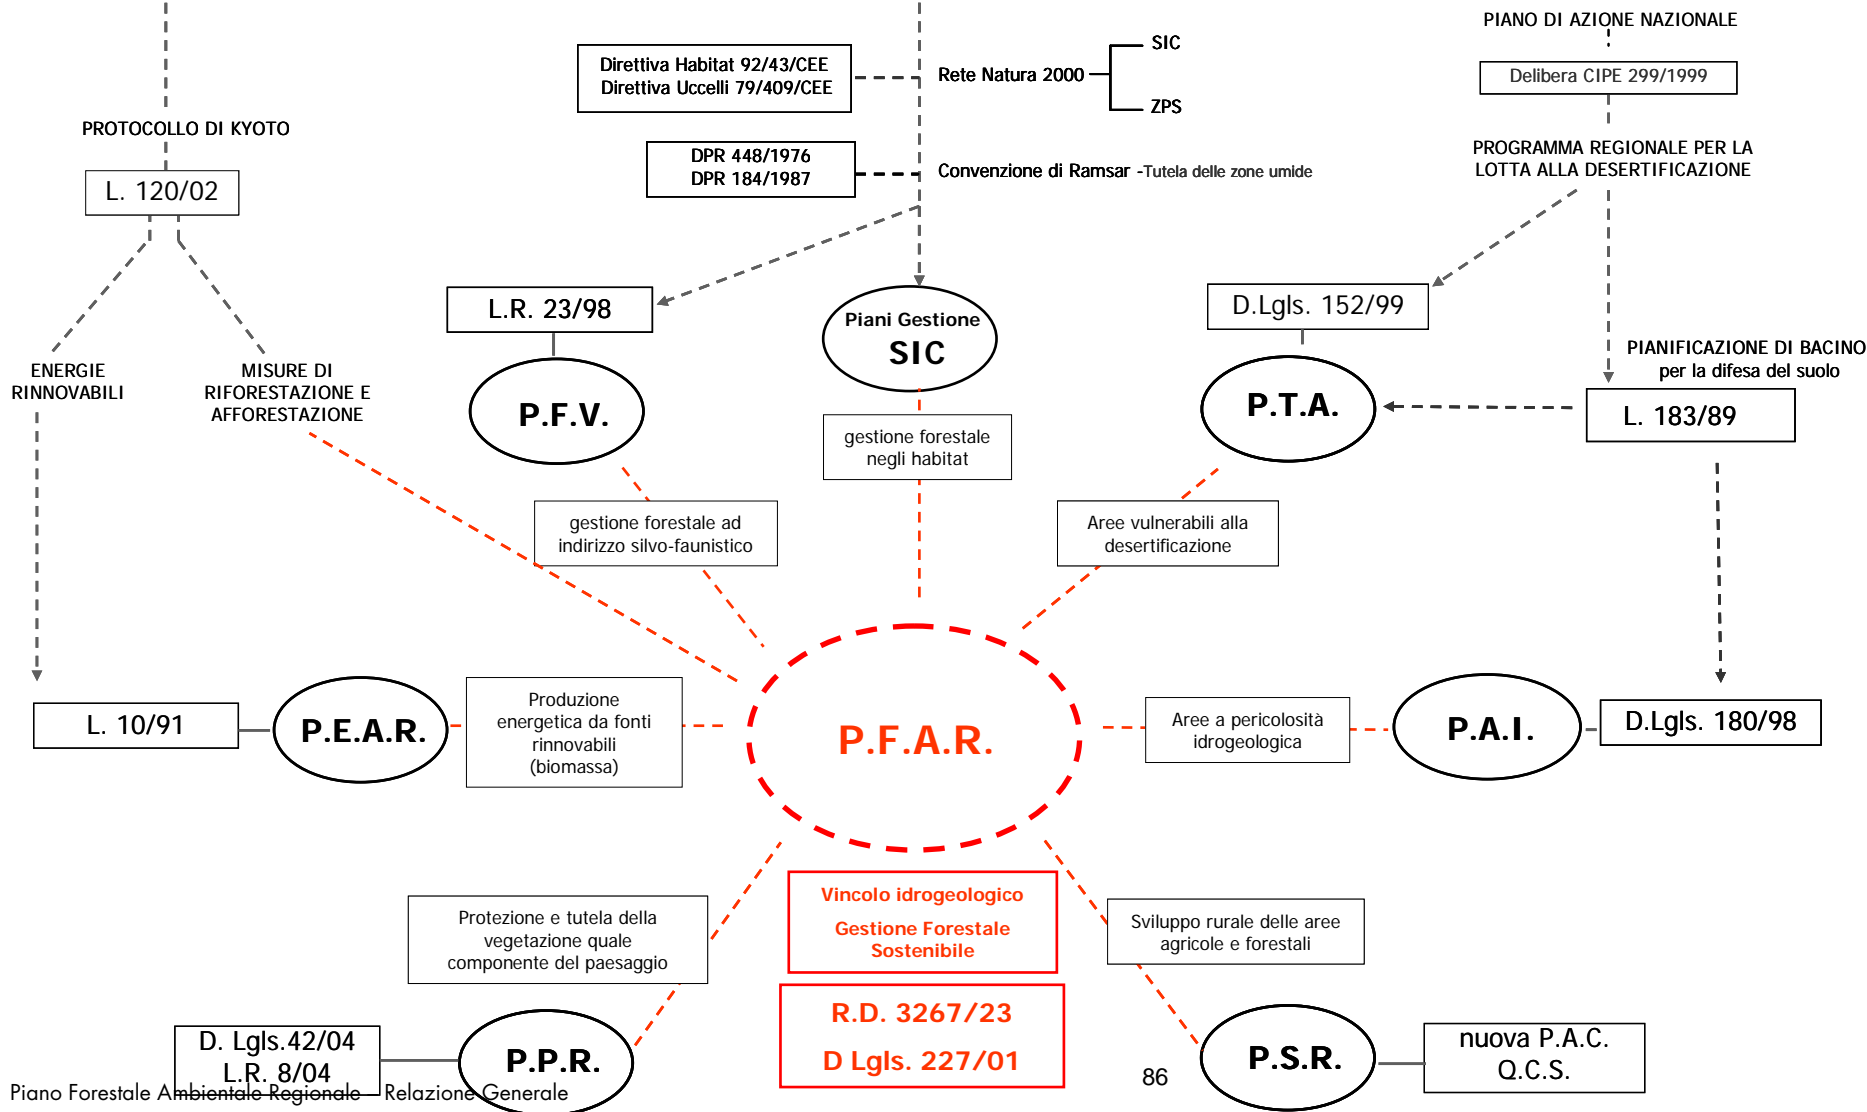 PIANO DI AZIONE NAZIONALE
Delibera CIPE 299/1999
SIC
Direttiva Habitat 92/43/CEE
Direttiva Uccelli 79/409/CEE
Rete Natura 2000
ZPS
PROTOCOLLO DI KYOTO
L. 120/02
DPR 448/1976
DPR 184/1987
Convenzione di Ramsar -Tutela delle zone umide
PROGRAMMA REGIONALE PER LA
LOTTA ALLA DESERTIFICAZIONE
L.R. 23/98
Piani Gestione
SIC
D.Lgls. 152/99
ENERGIE
RINNOVABILI
MISURE DI
RIFORESTAZIONE E
AFFORESTAZIONE
P.F.V.
P.T.A.
PIANIFICAZIONE DI BACINO
per la difesa del suolo
L. 183/89
gestione forestale
negli habitat
gestione forestale ad
indirizzo silvo-faunistico
Aree vulnerabili alla
desertificazione
L. 10/91
P.E.A.R.
Produzione
energetica da fonti
rinnovabili
(biomassa)
P.F.A.R.
Aree a pericolosità
idrogeologica
P.A.I.
D.Lgls. 180/98
Protezione e tutela della
vegetazione quale
componente del paesaggio
Vincolo idrogeologico
Gestione Forestale
Sostenibile
Sviluppo rurale delle aree
agricole e forestali
R.D. 3267/23
D Lgls. 227/01
D. Lgls.42/04
L.R. 8/04
P.P.R.
P.S.R.
nuova P.A.C.
Q.C.S.
Piano Forestale Ambientale Regionale – Relazione Generale
86